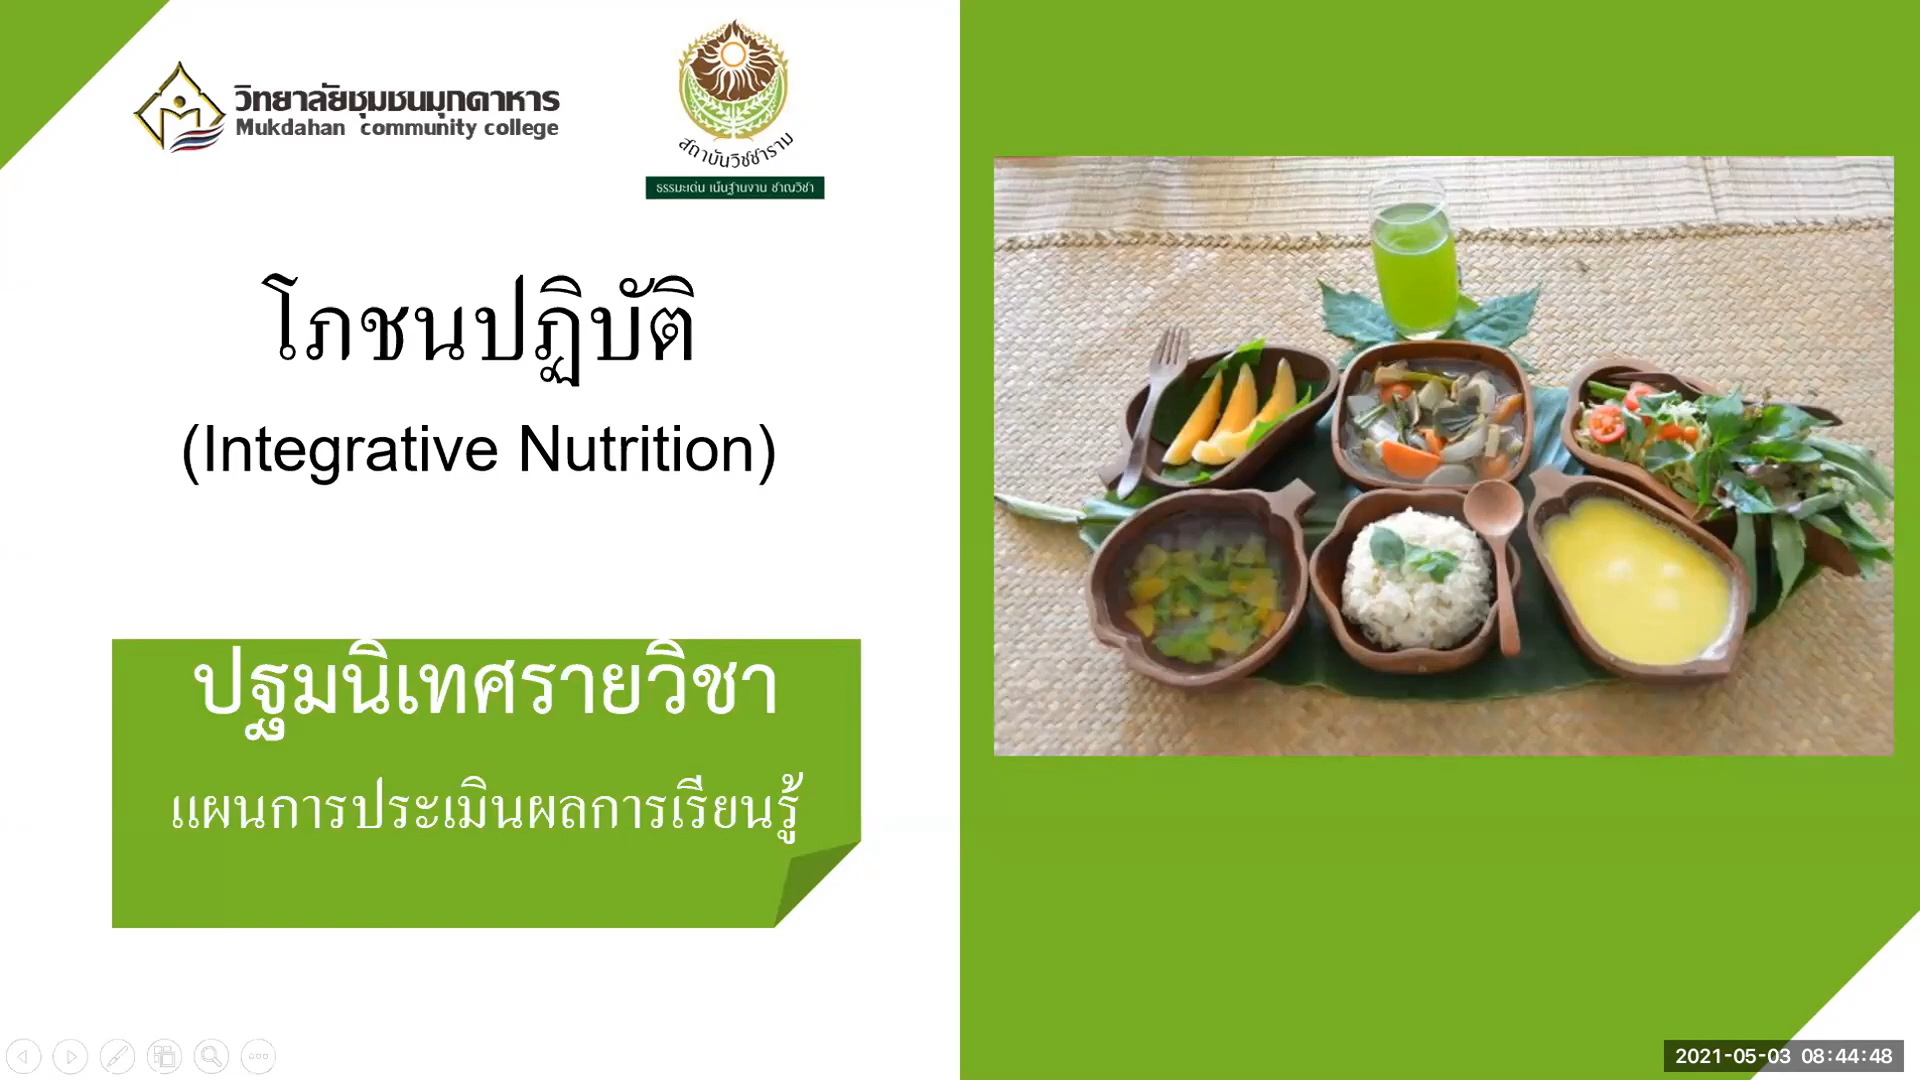 วิทยาลัยชุมชนมุกดาหาร
Mukdahan community college
สถาบันวิชชาราม
ธรรมะเด่น เน้นฐานงาน ชาญวิชา
โภชนปฏิบัติ
(Integrative Nutrition)
ปฐมนิเทศรายวิชา
แผนการประเมินผลการเรียนรู้
2021-05-03 08:44:48